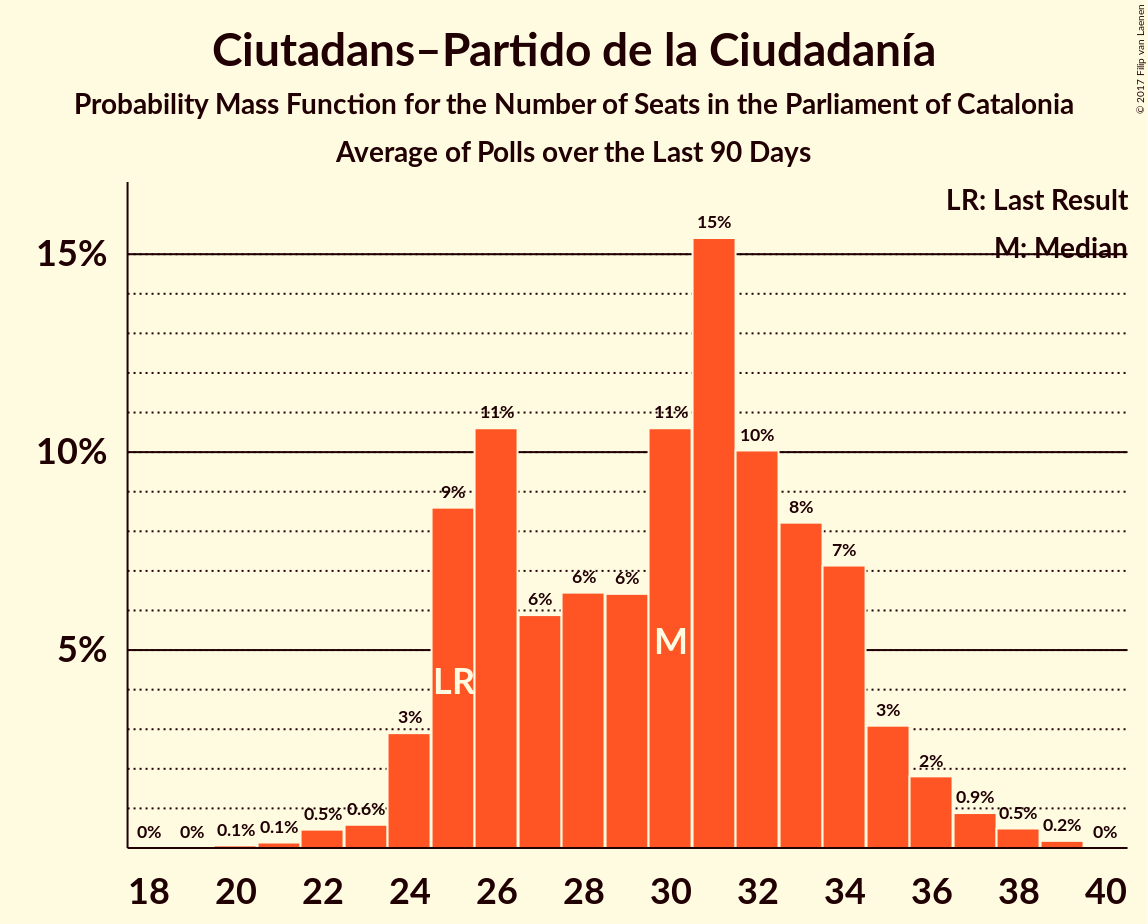 Ciutadans–Partido de la Ciudadanía
Probability Mass Function for the Number of Seats in the Parliament of Catalonia
Average of Polls over the Last 90 Days
© 2017 Filip van Laenen
LR: Last Result
M: Median
15%
10%
5%
0% 0% 0.1% 0.1% 0.5% 0.6% 3% 9% 11% 6% 6% 6% 11% 15% 10% 8% 7% 3% 2% 0.9% 0.5% 0.2% 0%
LR
M
18 20 22 24 26 28 30 32 34 36 38 40